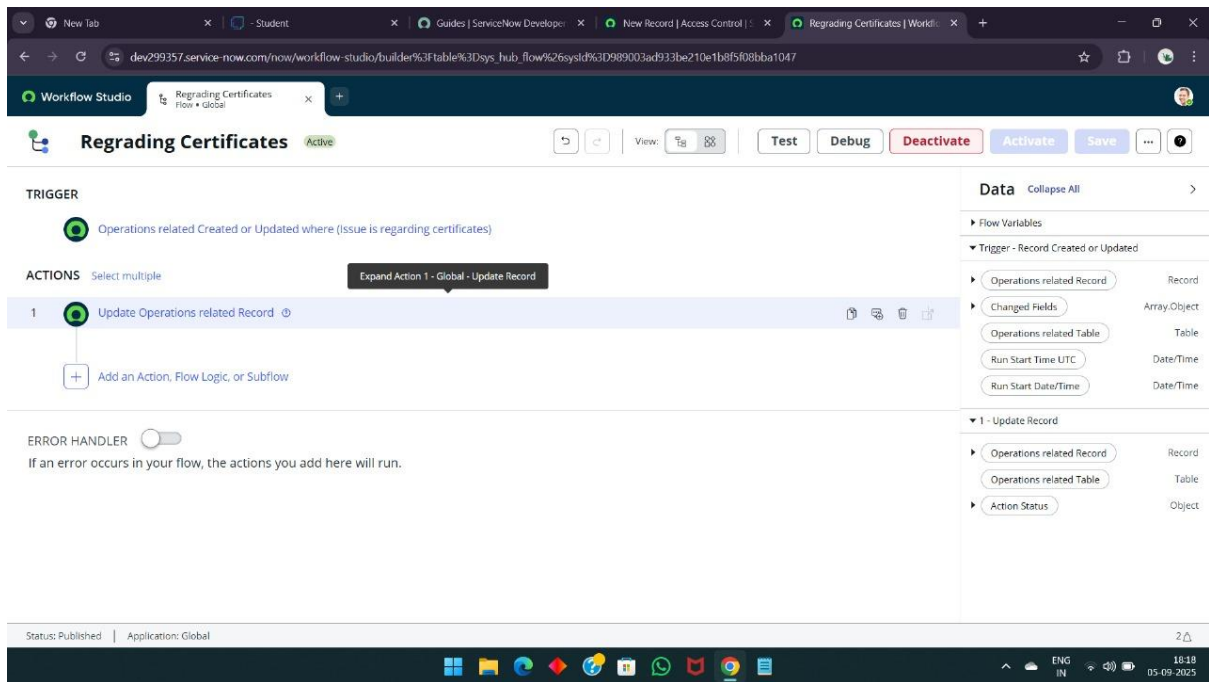 New Tab
- Student
Guides | ServiceNow Developer
New Record | Access Control | S
Regrading Certificates | Workflo
dev299357.service-now.com/now/workflow-studio/builder%3Ftable%3Dsys_hub_flow%26sysId%3D989003ad933be210e1b8f5f08bba1047
Workflow Studio
Regrading Certificates
Flow • Global
Regrading Certificates Active
View:
Test Debug Deactivate Activate Save
TRIGGER
Operations related Created or Updated where (Issue is regarding certificates)
ACTIONS Select multiple
Expand Action 1 - Global - Update Record
1 Update Operations related Record
Add an Action, Flow Logic, or Subflow
ERROR HANDLER
If an error occurs in your flow, the actions you add here will run.
Data Collapse All
Flow Variables
Trigger - Record Created or Updated
Operations related Record Record
Changed Fields Array.Object
Operations related Table Table
Run Start Time UTC Date/Time
Run Start Date/Time Date/Time
1 - Update Record
Operations related Record Record
Operations related Table Table
Action Status Object
Status: Published | Application: Global
2
ENG
IN
18:18
05-09-2025